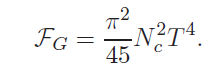 $$\mathcal{F}_G = \frac{\pi^2}{45} N_c^2 T^4.$$